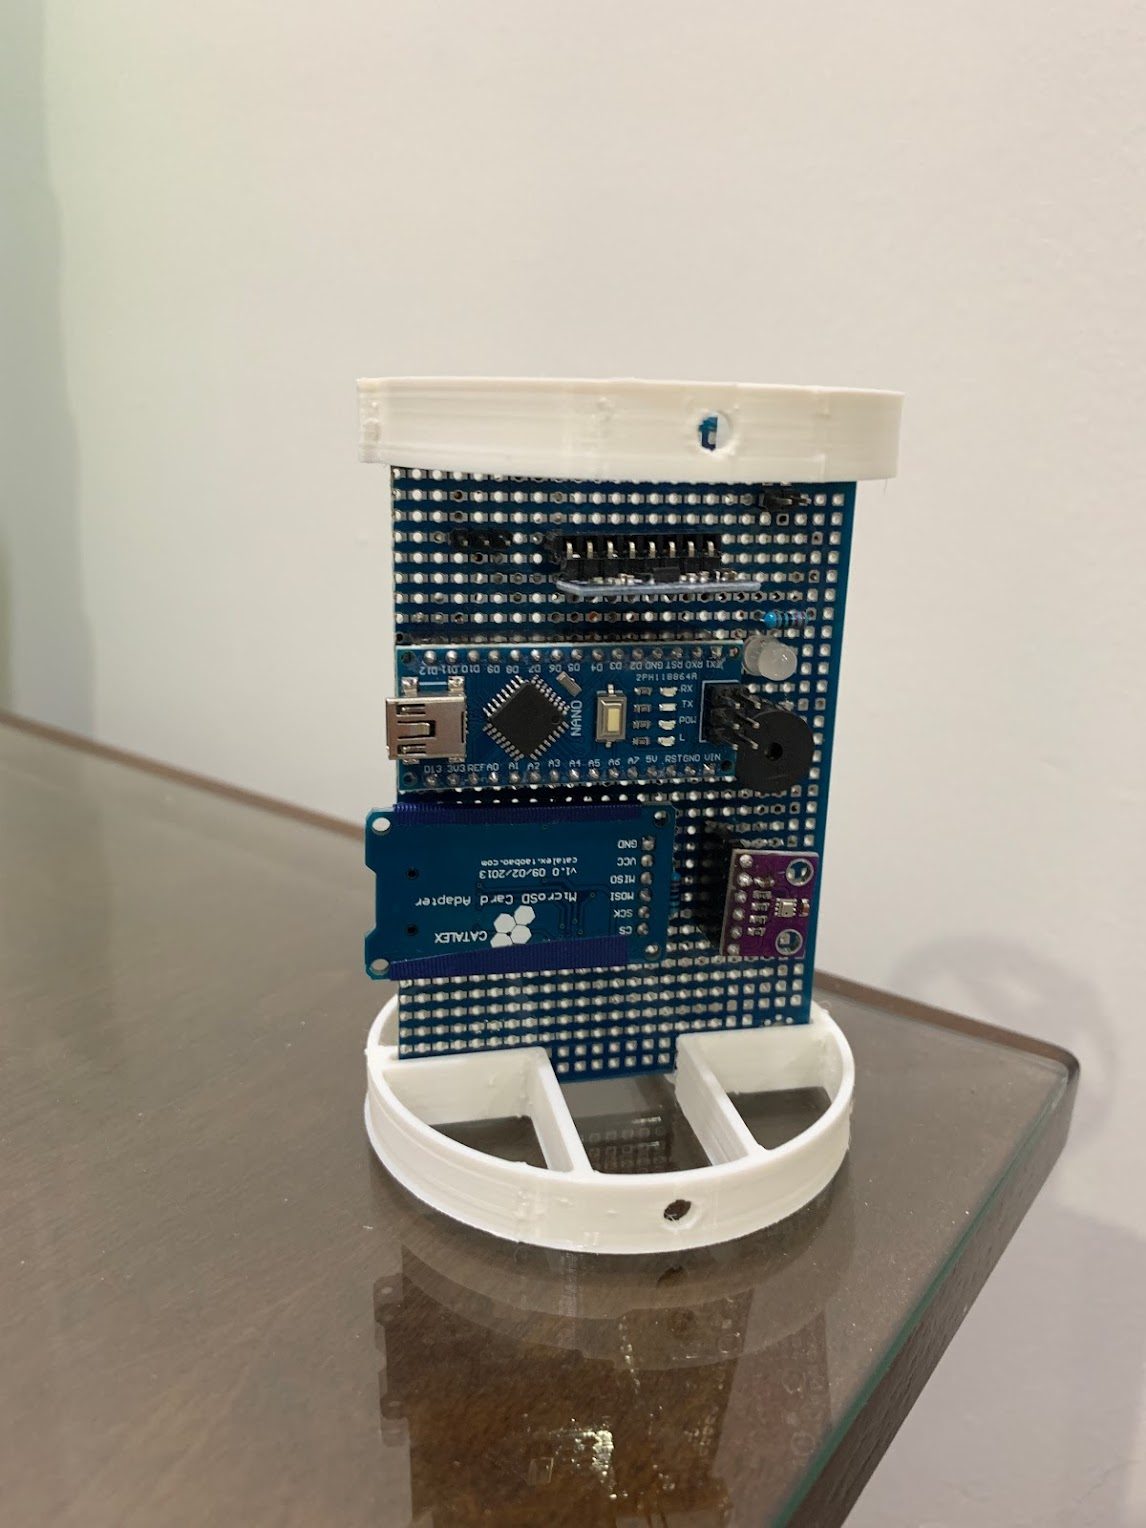 D12 D11 D10 D9 D8 D7 D6 D5 D4 D3 D2 GND RST RX0 TX1
2PH118864A
RX
TX
POW
L
NANO
D13 3V3 REF A0 A1 A2 A3 A4 A5 A6 A7 5V RST GND VIN
CATALEX
MicroSD Card Adapter
v1.0 09/02/2013
catalex.taobao.com
CS
SCK
MOSI
MISO
VCC
GND